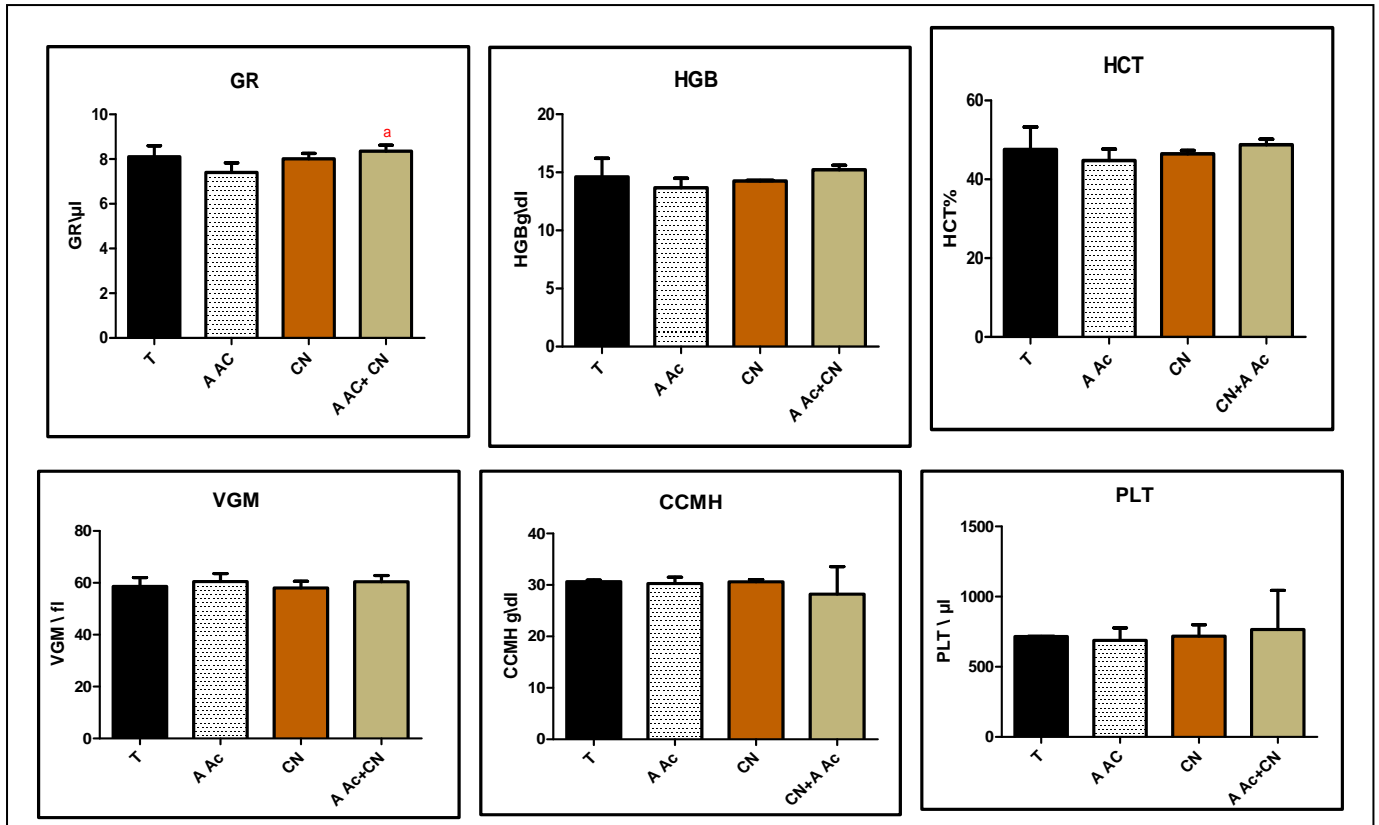 GR
10
8
6
4
2
0
GR\µl
a
T
A AC
CN
A AC+ CN
HGB
20
15
10
5
0
HGBg\dl
T
A Ac
CN
A Ac+CN
HCT
60
40
20
0
HCT%
T
A Ac
CN
CN+A Ac
VGM
80
60
40
20
0
VGM \ fl
T
A Ac
CN
A Ac+CN
CCMH
40
30
20
10
0
CCMH g\dl
T
A Ac
CN
CN+A Ac
PLT
1500
1000
500
0
PLT \ µl
T
A AC
CN
A Ac+CN